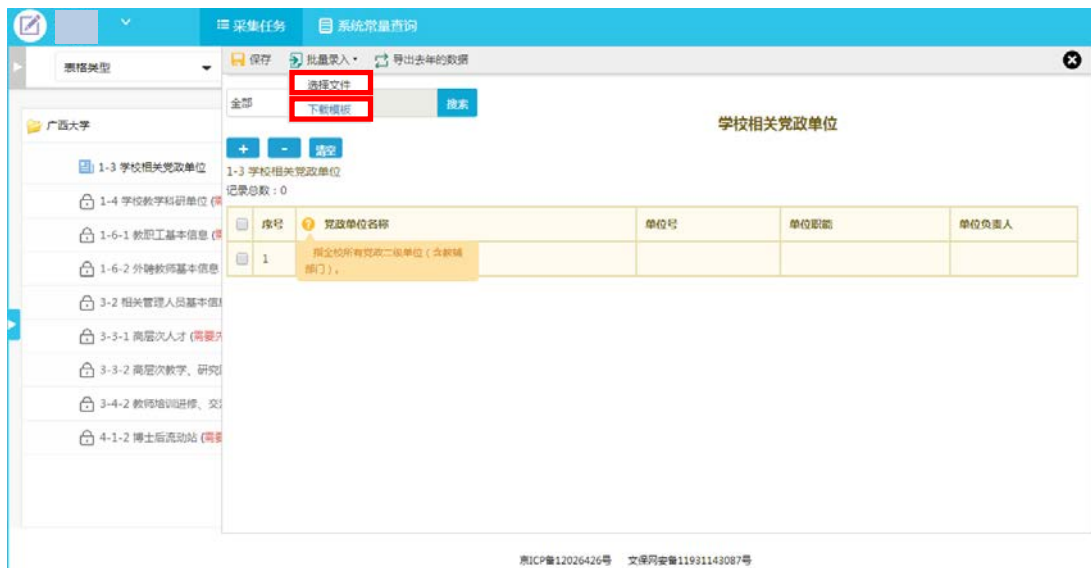 采集任务 系统常量查询
表格类型
保存 批量录入 导出去年的数据
选择文件
下载模板
全部 搜索
学校相关党政单位
广西大学
+ - 清空
1-3 学校相关党政单位
1-3 学校相关党政单位
记录总数：0
1-4 学校教学科研单位 (需
序号 党政单位名称 单位号 单位职能 单位负责人
1
指全校所有党政二级单位（含教辅
部门）。
1-6-1 教职工基本信息 (需
1-6-2 外聘教师基本信息
3-2 相关管理人员基本信息
3-3-1 高层次人才 (需要先
3-3-2 高层次教学、研究
3-4-2 教师培训进修、交
4-1-2 博士后流动站 (需要
京ICP备12026426号 文保网安备11931143087号